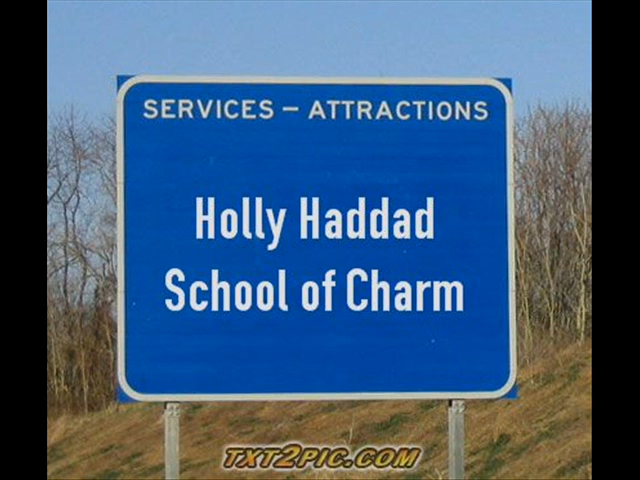 SERVICES – ATTRACTIONS
Holly Haddad
School of Charm
TXT2PIC.COM